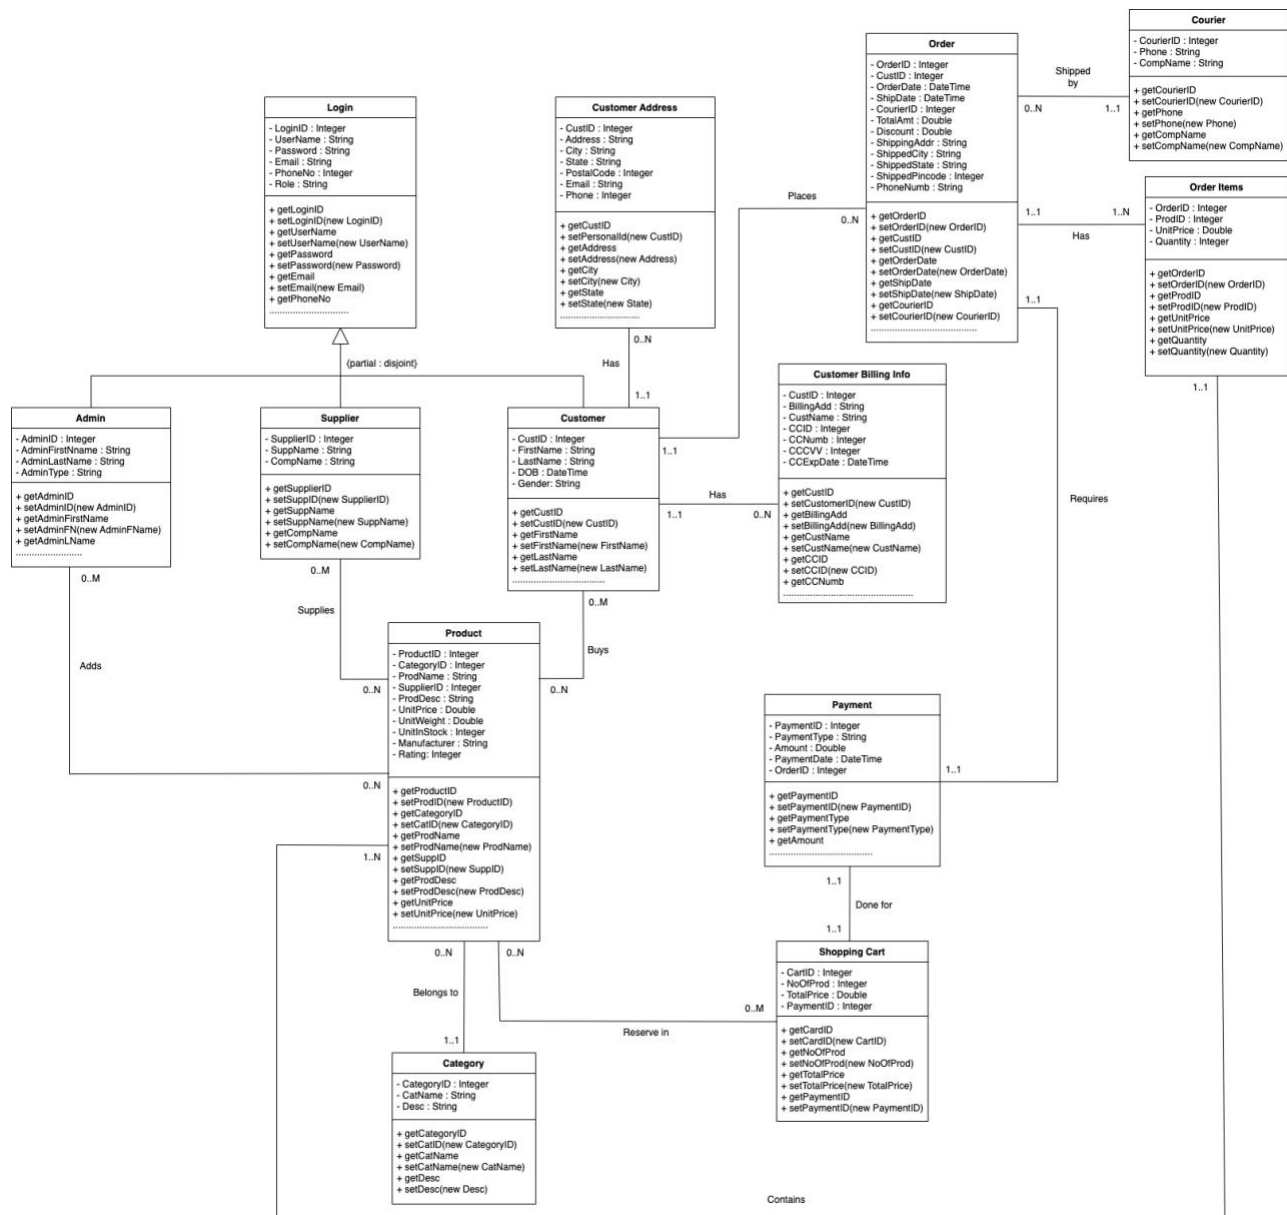 Courier
- CourierID : Integer
- Phone : String
- CompName : String
+ getCourierID
+ setCourierID(new CourierID)
+ getPhone
+ setPhone(new Phone)
+ getCompName
+ setCompName(new CompName)
Order
- OrderID : Integer
- CustID : Integer
- OrderDate : DateTime
- ShipDate : DateTime
- CourierID : Integer
- TotalAmt : Double
- Discount : Double
- ShippingAddr : String
- ShippedCity : String
- ShippedState : String
- ShippedPincode : Integer
- PhoneNumb : String
+ getOrderID
+ setOrderID(new OrderID)
+ getCustID
+ setCustID(new CustID)
+ getOrderDate
+ setOrderDate(new OrderDate)
+ getShipDate
+ setShipDate(new ShipDate)
+ getCourierID
+ setCourierID(new CourierID)
........................................
Shipped
by
0..N
1..1
Login
- LoginID : Integer
- UserName : String
- Password : String
- Email : String
- PhoneNo : Integer
- Role : String
+ getLoginID
+ setLoginID(new LoginID)
+ getUserName
+ setUserName(new UserName)
+ getPassword
+ setPassword(new Password)
+ getEmail
+ setEmail(new Email)
+ getPhoneNo
..............................
Customer Address
- CustID : Integer
- Address : String
- City : String
- State : String
- PostalCode : Integer
- Email : String
- Phone : Integer
+ getCustID
+ setPersonalId(new CustID)
+ getAddress
+ setAddress(new Address)
+ getCity
+ setCity(new City)
+ getState
+ setState(new State)
..............................
Places
0..N
Order Items
- OrderID : Integer
- ProdID : Integer
- UnitPrice : Double
- Quantity : Integer
+ getOrderID
+ setOrderID(new OrderID)
+ getProdID
+ setProdID(new ProdID)
+ getUnitPrice
+ setUnitPrice(new UnitPrice)
+ getQuantity
+ setQuantity(new Quantity)
1..1
1..N
Has
1..1
0..N
Has
1..1
{partial : disjoint}
1..1
Customer Billing Info
- CustID : Integer
- BillingAdd : String
- CustName : String
- CCID : Integer
- CCNumb : Integer
- CCCVV : Integer
- CCExpDate : DateTime
+ getCustID
+ setCustomerID(new CustID)
+ getBillingAdd
+ setBillingAdd(new BillingAdd)
+ getCustName
+ setCustName(new CustName)
+ getCCID
+ setCCID(new CCID)
+ getCCNumb
..................................................
Admin
- AdminID : Integer
- AdminFirstNname : String
- AdminLastName : String
- AdminType : String
+ getAdminID
+ setAdminID(new AdminID)
+ getAdminFirstName
+ setAdminFN(new AdminFName)
+ getAdminLName
.........................
Supplier
- SupplierID : Integer
- SuppName : String
- CompName : String
+ getSupplierID
+ setSuppID(new SupplierID)
+ getSuppName
+ setSuppName(new SuppName)
+ getCompName
+ setCompName(new CompName)
Customer
- CustID : Integer
- FirstName : String
- LastName : String
- DOB : DateTime
- Gender: String
+ getCustID
+ setCustID(new CustID)
+ getFirstName
+ setFirstName(new FirstName)
+ getLastName
+ setLastName(new LastName)
...................................
1..1
Has
1..1
0..N
Requires
0..M
0..M
0..M
Supplies
Adds
Buys
0..N
0..N
0..N
Product
- ProductID : Integer
- CategoryID : Integer
- ProdName : String
- SupplierID : Integer
- ProdDesc : String
- UnitPrice : Double
- UnitWeight : Double
- UnitInStock : Integer
- Manufacturer : String
- Rating: Integer
+ getProductID
+ setProdID(new ProductID)
+ getCategoryID
+ setCatID(new CategoryID)
+ getProdName
+ setProdName(new ProdName)
+ getSuppID
+ setSuppID(new SuppID)
+ getProdDesc
+ setProdDesc(new ProdDesc)
+ getUnitPrice
+ setUnitPrice(new UnitPrice)
....................................
1..N
Payment
- PaymentID : Integer
- PaymentType : String
- Amount : Double
- PaymentDate : DateTime
- OrderID : Integer
+ getPaymentID
+ setPaymentID(new PaymentID)
+ getPaymentType
+ setPaymentType(new PaymentType)
+ getAmount
.......................................
1..1
1..1
Done for
1..1
0..N
0..N
Belongs to
1..1
Reserve in
0..M
Shopping Cart
- CartID : Integer
- NoOfProd : Integer
- TotalPrice : Double
- PaymentID : Integer
+ getCardID
+ setCardID(new CartID)
+ getNoOfProd
+ setNoOfProd(new NoOfProd)
+ getTotalPrice
+ setTotalPrice(new TotalPrice)
+ getPaymentID
+ setPaymentID(new PaymentID)
Category
- CategoryID : Integer
- CatName : String
- Desc : String
+ getCategoryID
+ setCatID(new CategoryID)
+ getCatName
+ setCatName(new CatName)
+ getDesc
+ setDesc(new Desc)
Contains